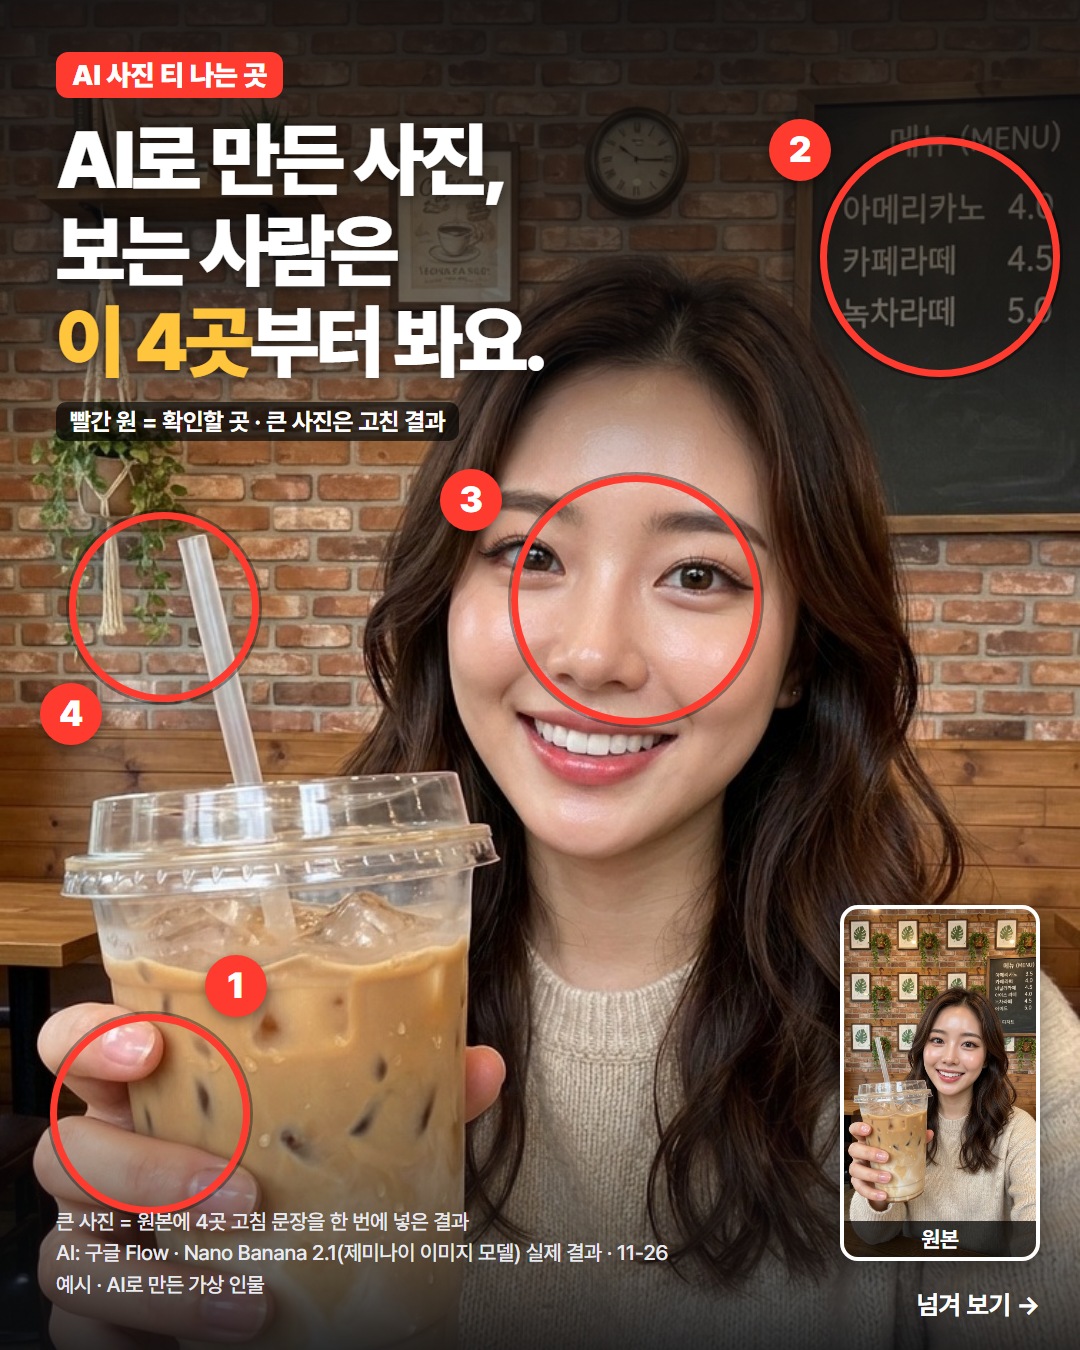 AI 사진 티 나는 곳
AI로 만든 사진,
보는 사람은
이 4곳부터 봐요.
빨간 원 = 확인할 곳 · 큰 사진은 고친 결과
2
메뉴 (MENU)
아메리카노 4.0
카페라떼 4.5
녹차라떼 5.0
3
4
1
메뉴 (MENU)
큰 사진 = 원본에 4곳 고침 문장을 한 번에 넣은 결과
AI: 구글 Flow · Nano Banana 2.1(제미나이 이미지 모델) 실제 결과 · 11-26
예시 · AI로 만든 가상 인물
원본
넘겨 보기 →